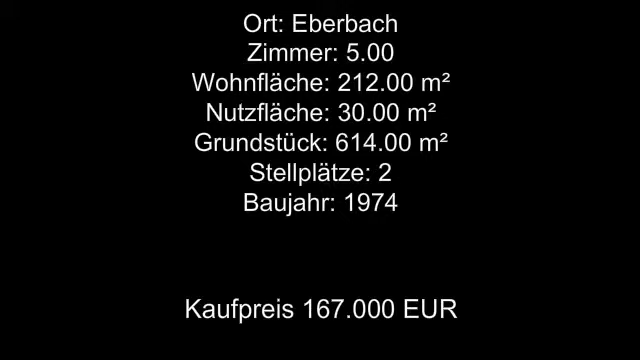 Ort: Eberbach
Zimmer: 5.00
Wohnfläche: 212.00 m²
Nutzfläche: 30.00 m²
Grundstück: 614.00 m²
Stellplätze: 2
Baujahr: 1974
Kaufpreis 167.000 EUR